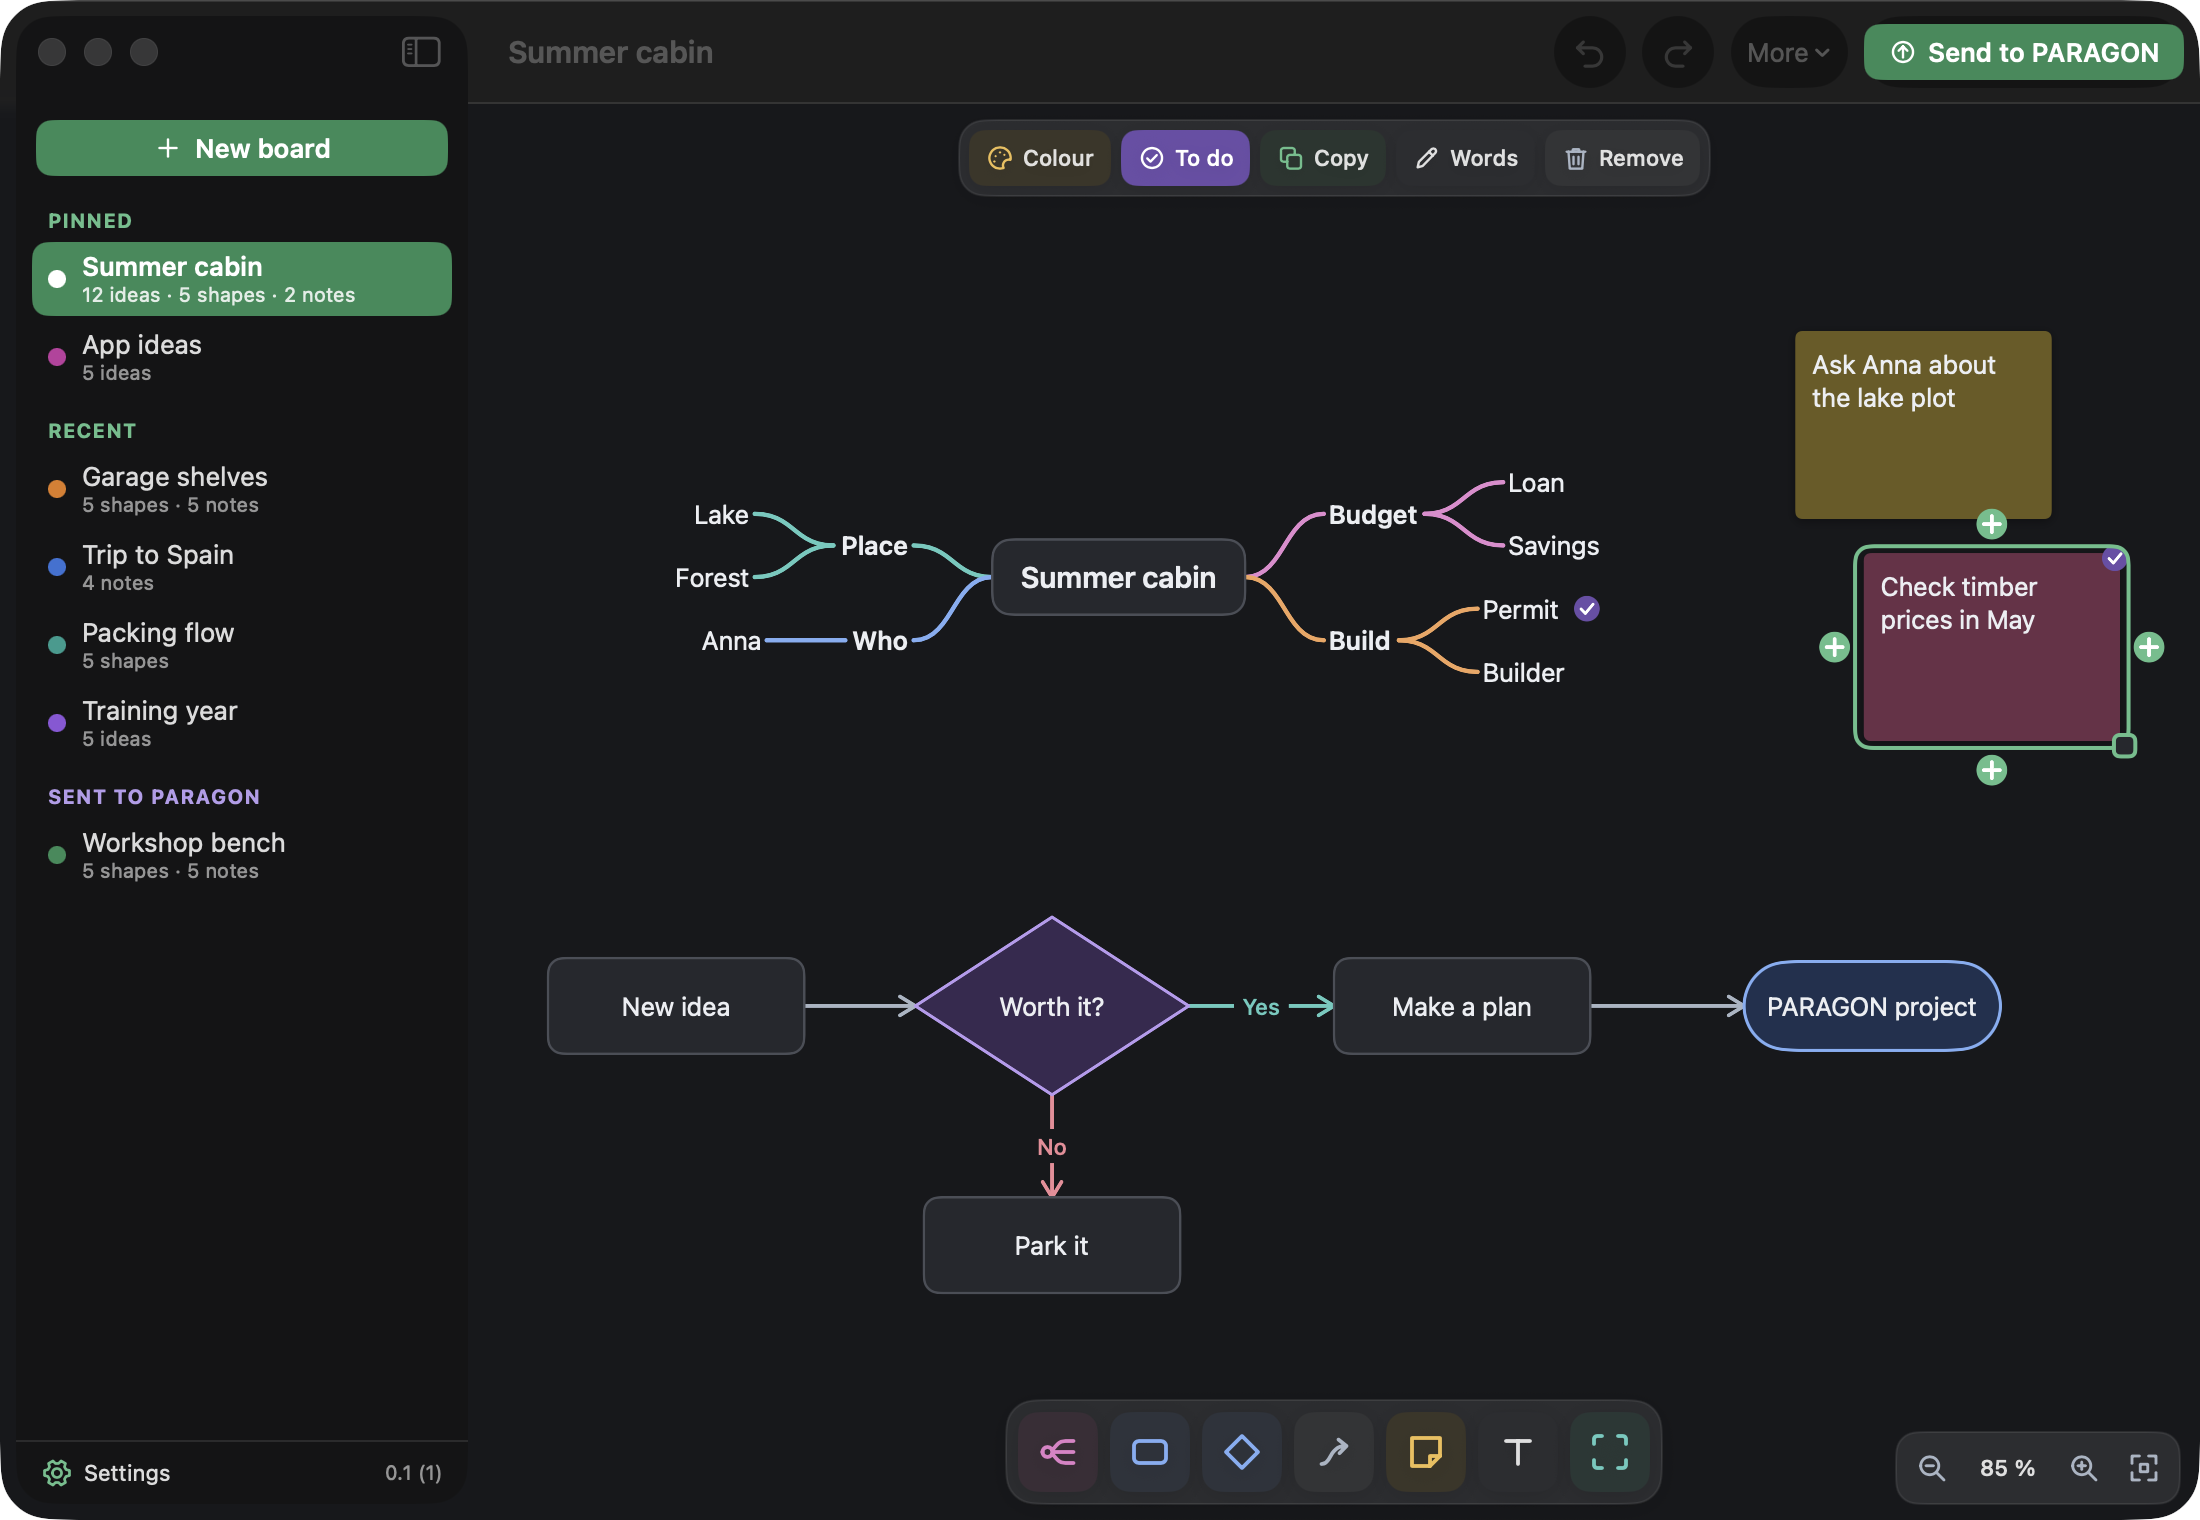 Summer cabin
More
Send to PARAGON
New board
PINNED
Summer cabin
12 ideas · 5 shapes · 2 notes
App ideas
5 ideas
RECENT
Garage shelves
5 shapes · 5 notes
Trip to Spain
4 notes
Packing flow
5 shapes
Training year
5 ideas
SENT TO PARAGON
Workshop bench
5 shapes · 5 notes
Settings
0.1 (1)
Colour
To do
Copy
Words
Remove
Ask Anna about
the lake plot
Check timber
prices in May
Lake
Forest
Place
Anna
Who
Summer cabin
Budget
Loan
Savings
Build
Permit
Builder
New idea
Worth it?
Yes
Make a plan
PARAGON project
No
Park it
T
85 %